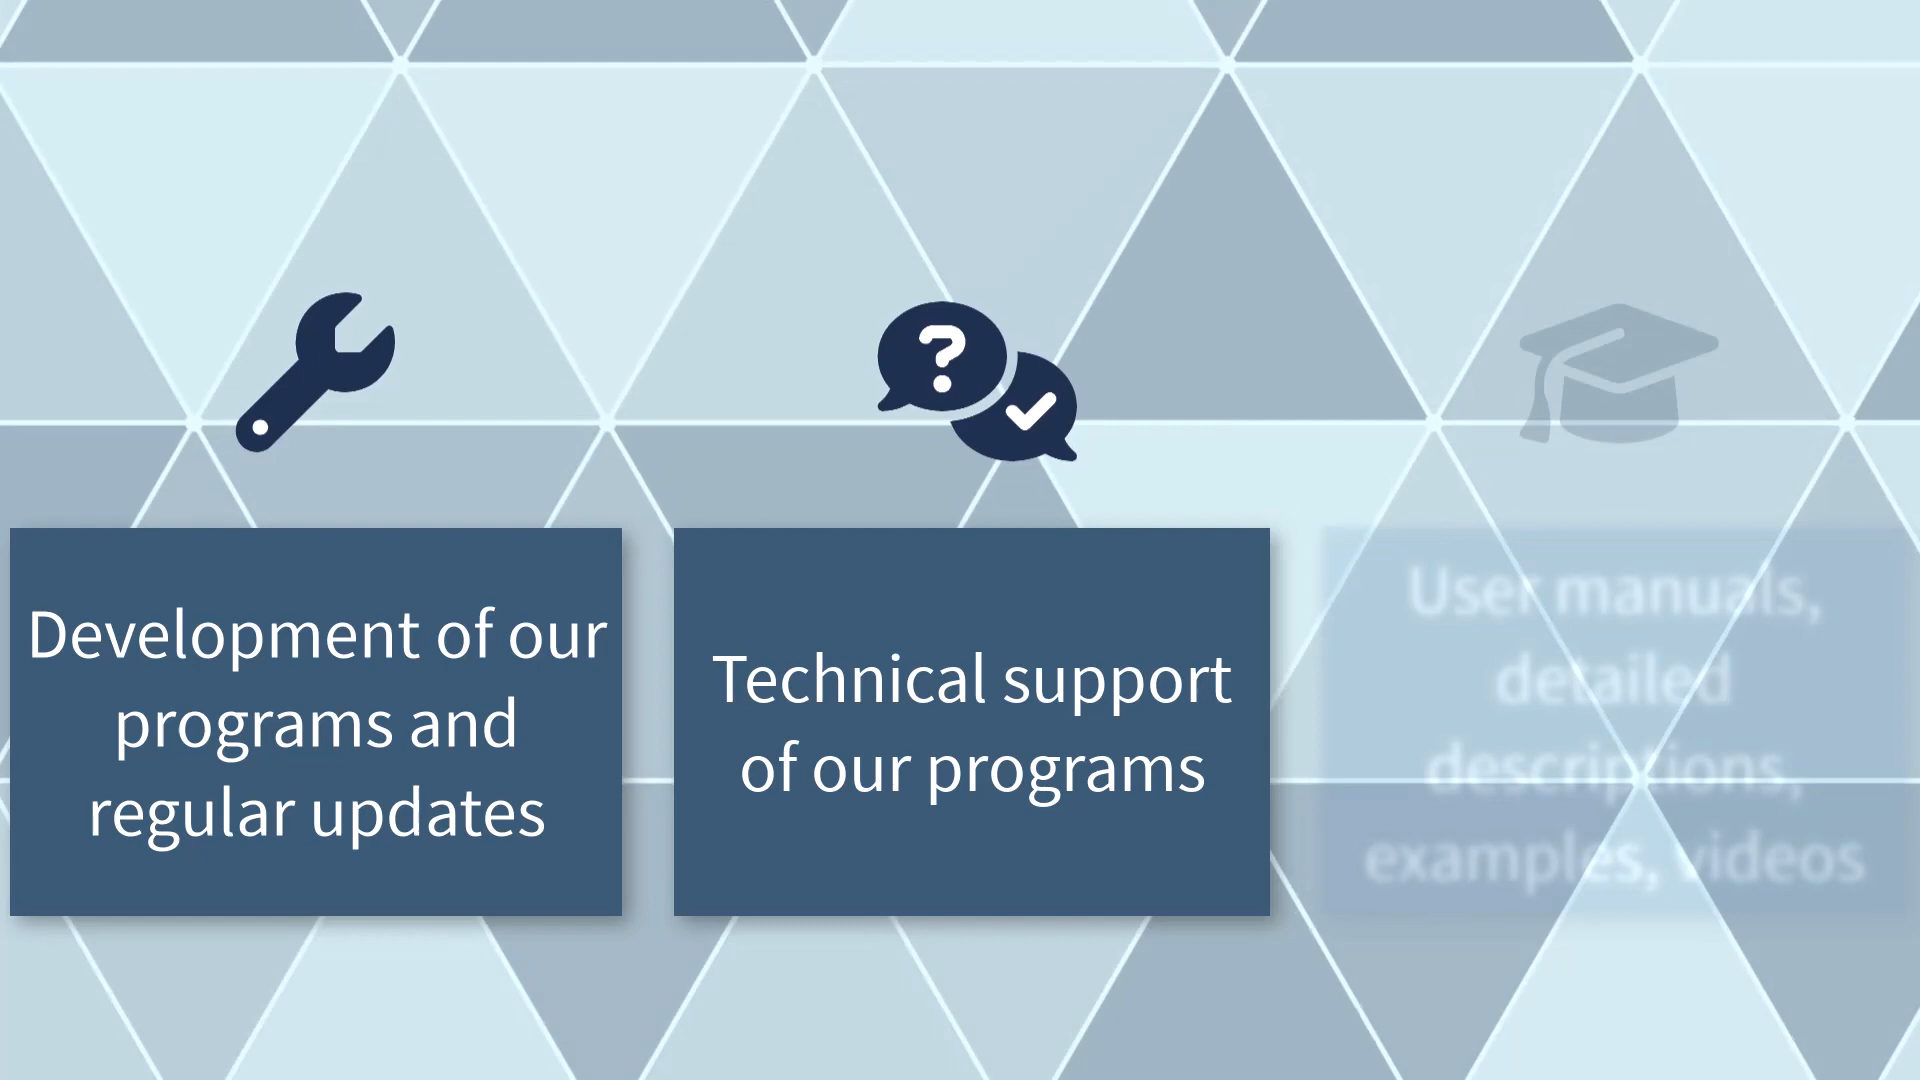 Development of our
programs and
regular updates
Technical support
of our programs
User manuals,
detailed
descriptions,
examples, videos